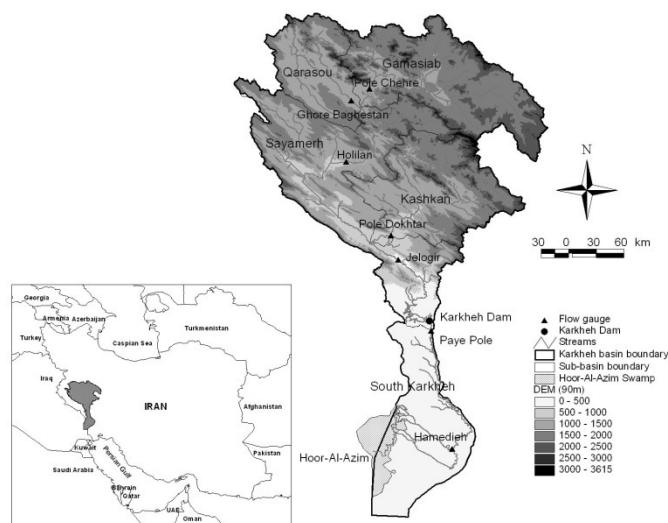 Qarasou
Gamasiab
Pole Chehre
Ghore Baghestan
Sayamerh
Holilan
Kashkan
Pole Dokhtar
Jelogir
Karkheh Dam
Paye Pole
South Karkheh
Hamedieh
Hoor-Al-Azim
N
30 0 30 60 km
Flow gauge
Karkheh Dam
Streams
Karkheh basin boundary
Sub-basin boundary
Hoor-Al-Azim Swamp
DEM (90m)
0 - 500
500 - 1000
1000 - 1500
1500 - 2000
2000 - 2500
2500 - 3000
3000 - 3615
Georgia
Armenia
Azerbaijan
Caspian Sea
Turkmenistan
Turkey
Iraq
IRAN
Afghanistan
Kuwait
Persian Gulf
Pakistan
Saudi Arabia
Bahrain
Qatar
UAE
Oman